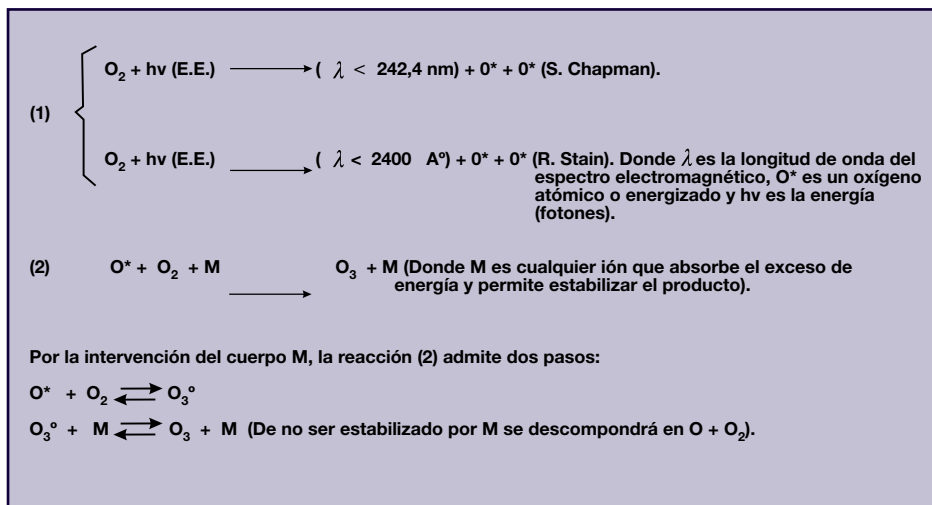 O₂ + hv (E.E.) ⟶ ( λ < 242,4 nm) + 0* + 0* (S. Chapman).
(1)
O₂ + hv (E.E.) ⟶ ( λ < 2400 Aº) + 0* + 0* (R. Stain). Donde λ es la longitud de onda del
espectro electromagnético, O* es un oxígeno
atómico o energizado y hv es la energía
(fotones).
(2) O* + O₂ + M ⟶ O₃ + M (Donde M es cualquier ión que absorbe el exceso de
energía y permite estabilizar el producto).
Por la intervención del cuerpo M, la reacción (2) admite dos pasos:
O* + O₂ ⇄ O₃º
O₃º + M ⇄ O₃ + M (De no ser estabilizado por M se descompondrá en O + O₂).